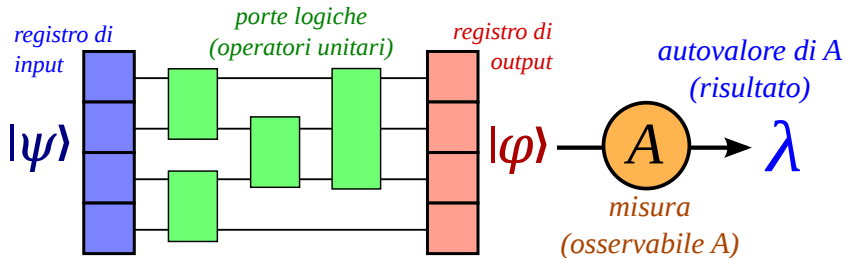 registro di
input
porte logiche
(operatori unitari)
registro di
output
autovalore di A
(risultato)
|ψ⟩
|φ⟩
A
λ
misura
(osservabile A)